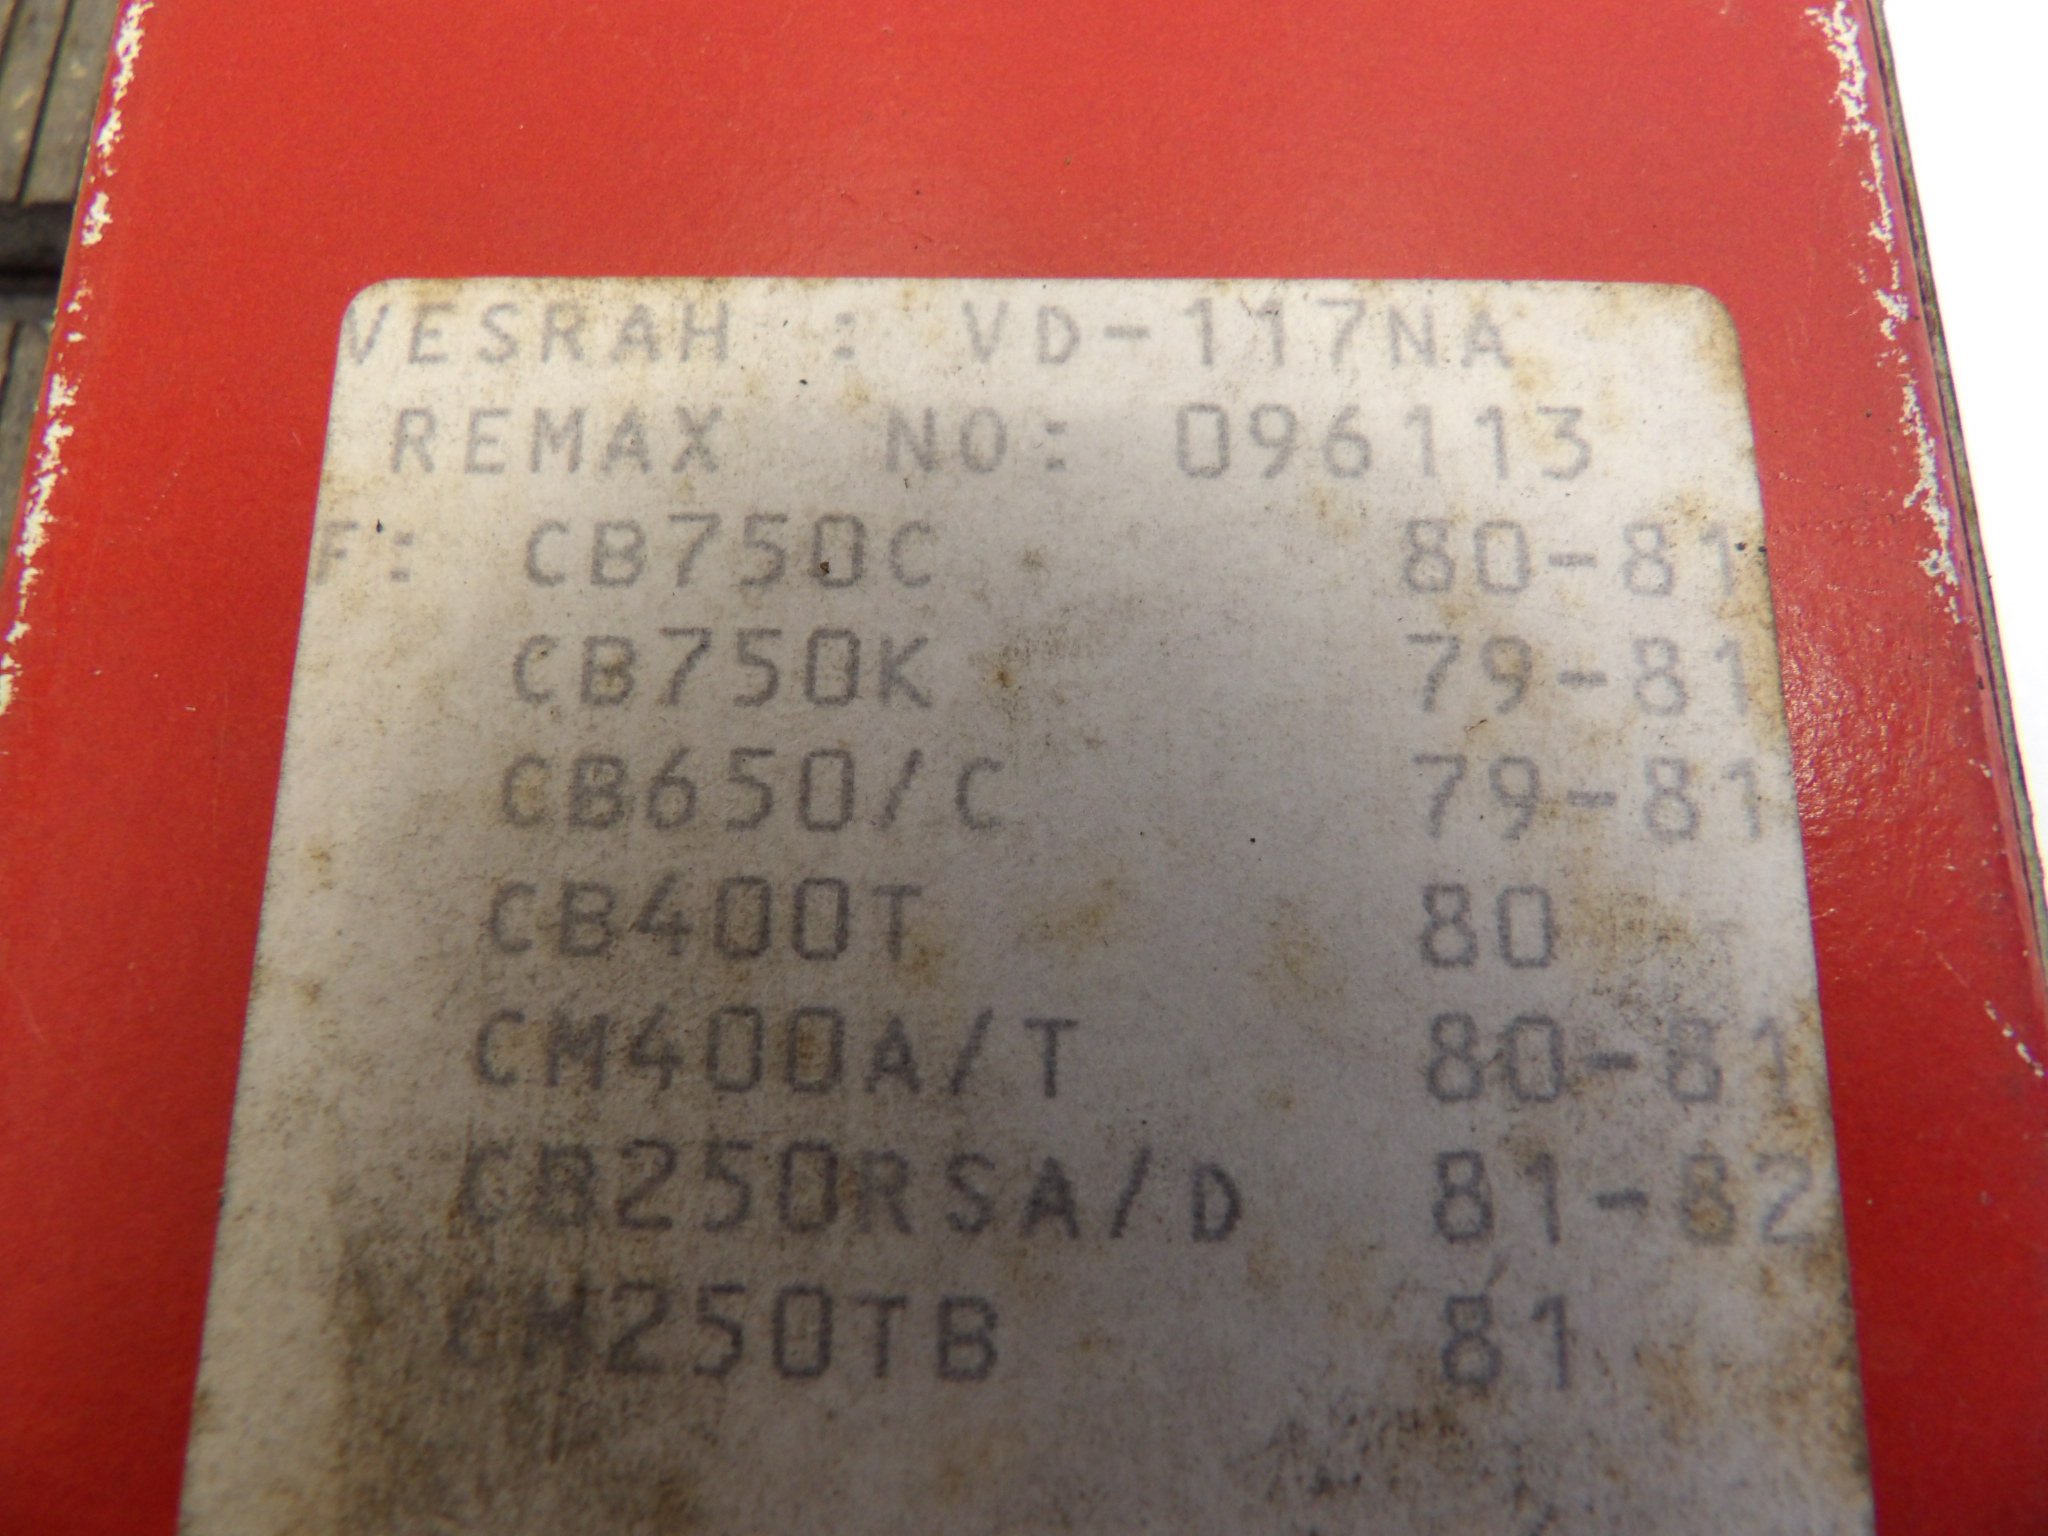 VESRAH : VD-117NA
REMAX NO: 096113
F: CB750C 80-81
CB750K 79-81
CB650/C 79-81
CB400T 80
CM400A/T 80-81
CB250RSA/D 81-82
CM250TB 81